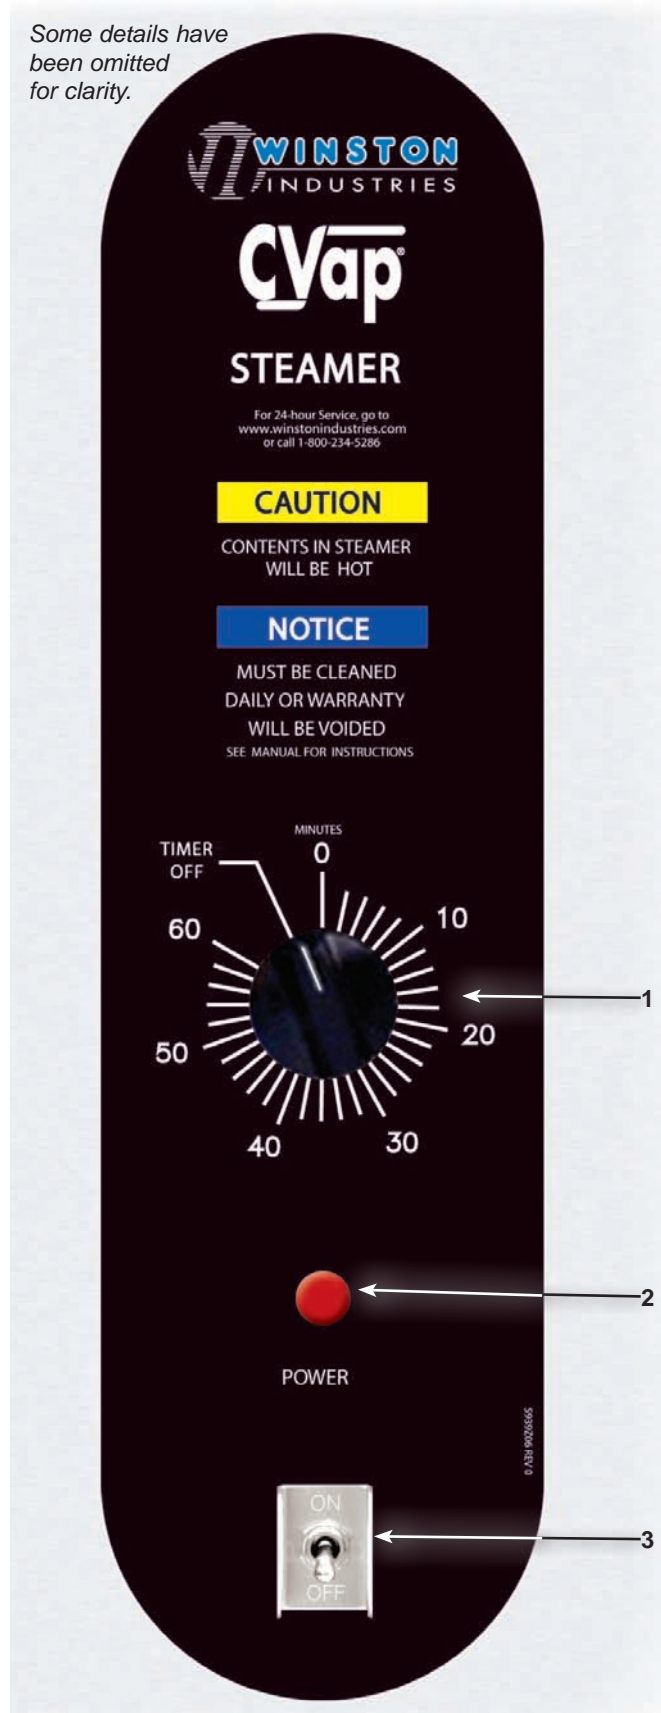 Some details have
been omitted
for clarity.
WINSTON
INDUSTRIES
CVap®
STEAMER
For 24-hour Service, go to
www.winstonindustries.com
or call 1-800-234-5286
CAUTION
CONTENTS IN STEAMER
WILL BE HOT
NOTICE
MUST BE CLEANED
DAILY OR WARRANTY
WILL BE VOIDED
SEE MANUAL FOR INSTRUCTIONS
MINUTES
0
TIMER
OFF
10
60
1
20
50
30
40
2
POWER
S939Z06 REV 0
ON
3
OFF